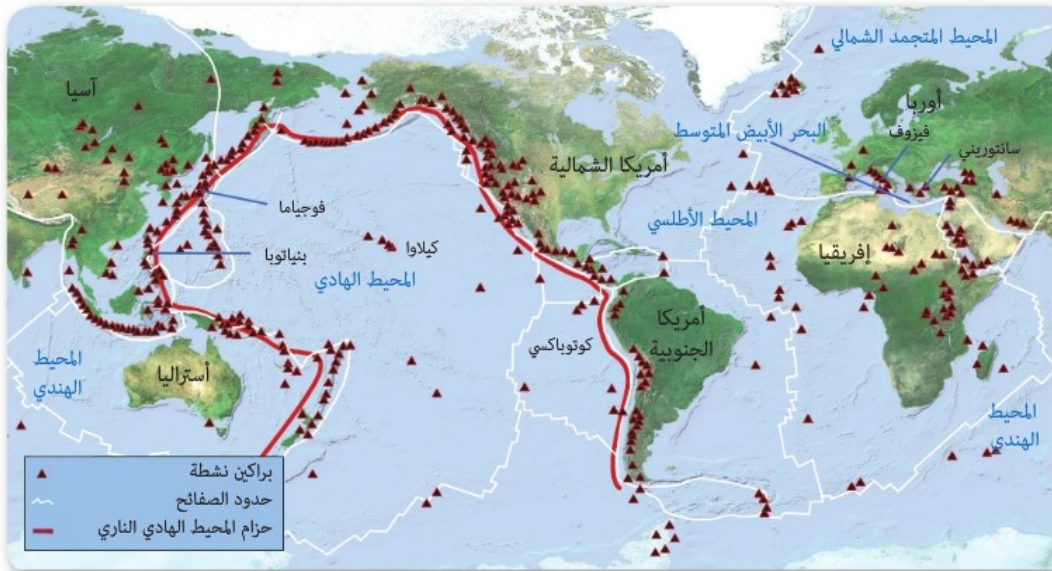 المحيط المتجمد الشمالي
آسيا
أوربا
البحر الأبيض المتوسط
فيزوف
سانتوريني
أمريكا الشمالية
فوجياما
المحيط الأطلسي
كيلاوا
إفريقيا
بنياتوبا
المحيط الهادي
أمريكا
الجنوبية
كوتوباكسي
المحيط
الهندي
أستراليا
المحيط
الهندي
براكين نشطة
حدود الصفائح
حزام المحيط الهادي الناري